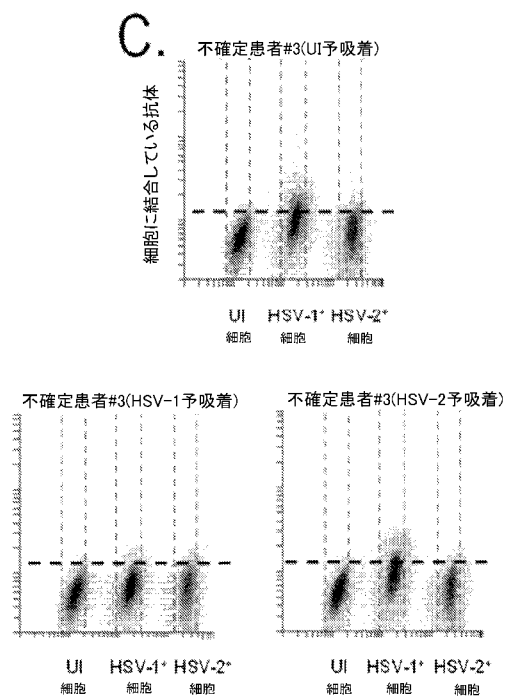 C.
不確定患者#3(UI予吸着)
細胞に結合している抗体
UI HSV-1⁺ HSV-2⁺
細胞 細胞 細胞
不確定患者#3(HSV-1予吸着)
UI HSV-1⁺ HSV-2⁺
細胞 細胞 細胞
不確定患者#3(HSV-2予吸着)
UI HSV-1⁺ HSV-2⁺
細胞 細胞 細胞